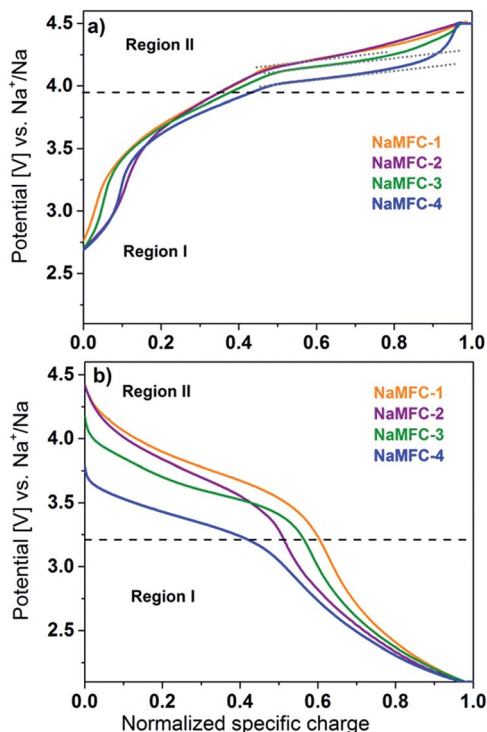 a)
Region II
4.5
4.0
3.5
3.0
2.5
Potential [V] vs. Na⁺/Na
NaMFC-1
NaMFC-2
NaMFC-3
NaMFC-4
Region I
0.0 0.2 0.4 0.6 0.8 1.0
b)
Region II
4.5
4.0
3.5
3.0
2.5
Potential [V] vs. Na⁺/Na
NaMFC-1
NaMFC-2
NaMFC-3
NaMFC-4
Region I
0.0 0.2 0.4 0.6 0.8 1.0
Normalized specific charge